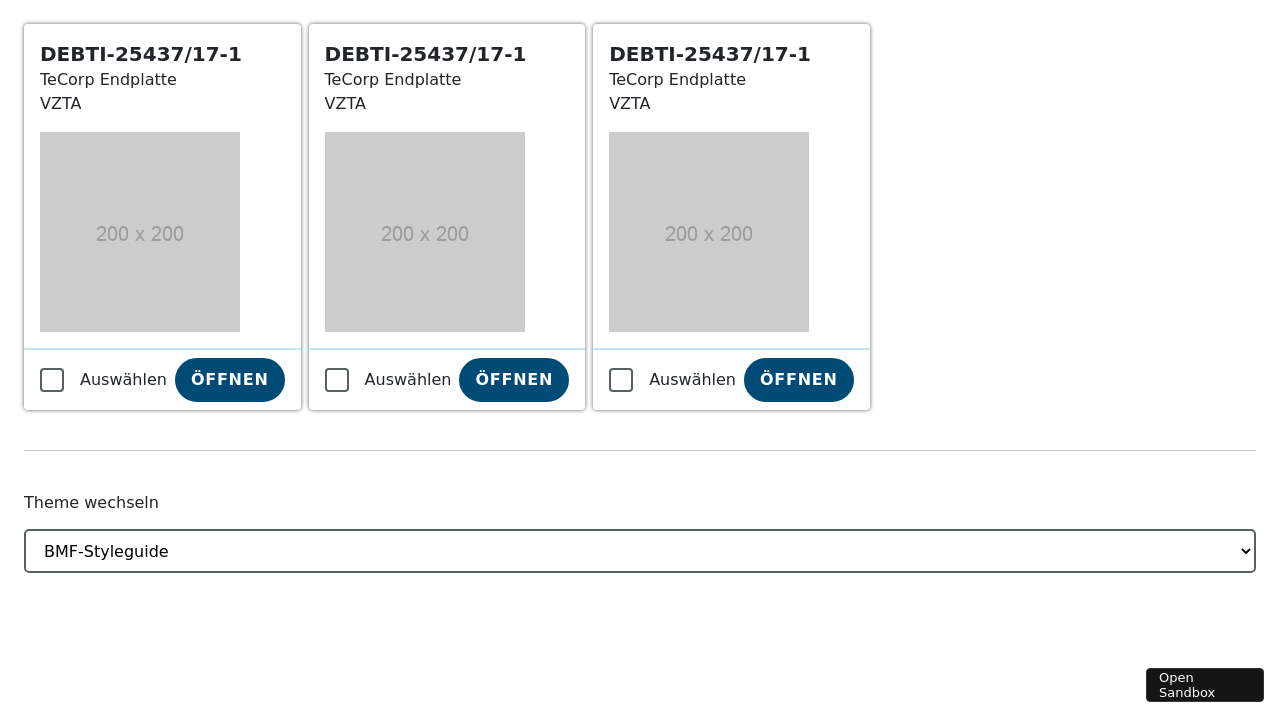 DEBTI-25437/17-1
TeCorp Endplatte
VZTA
200 x 200
Auswählen
ÖFFNEN
DEBTI-25437/17-1
TeCorp Endplatte
VZTA
200 x 200
Auswählen
ÖFFNEN
DEBTI-25437/17-1
TeCorp Endplatte
VZTA
200 x 200
Auswählen
ÖFFNEN
Theme wechseln
BMF-Styleguide
Open
Sandbox